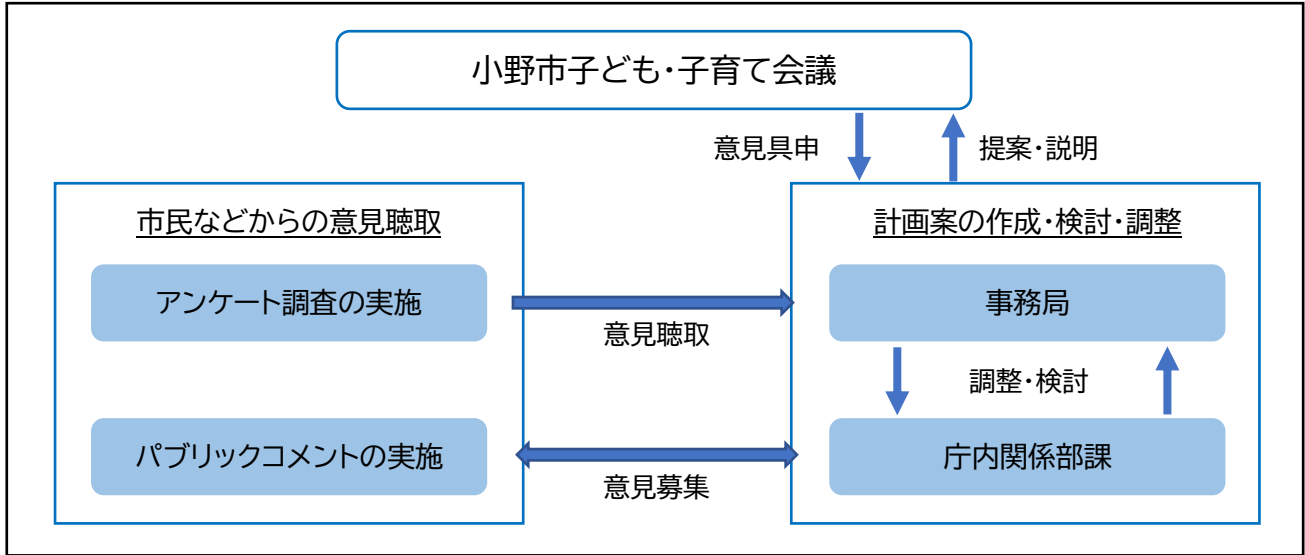 小野市子ども・子育て会議
意見具申
提案・説明
市民などからの意見聴取
アンケート調査の実施
パブリックコメントの実施
意見聴取
意見募集
計画案の作成・検討・調整
事務局
調整・検討
庁内関係部課